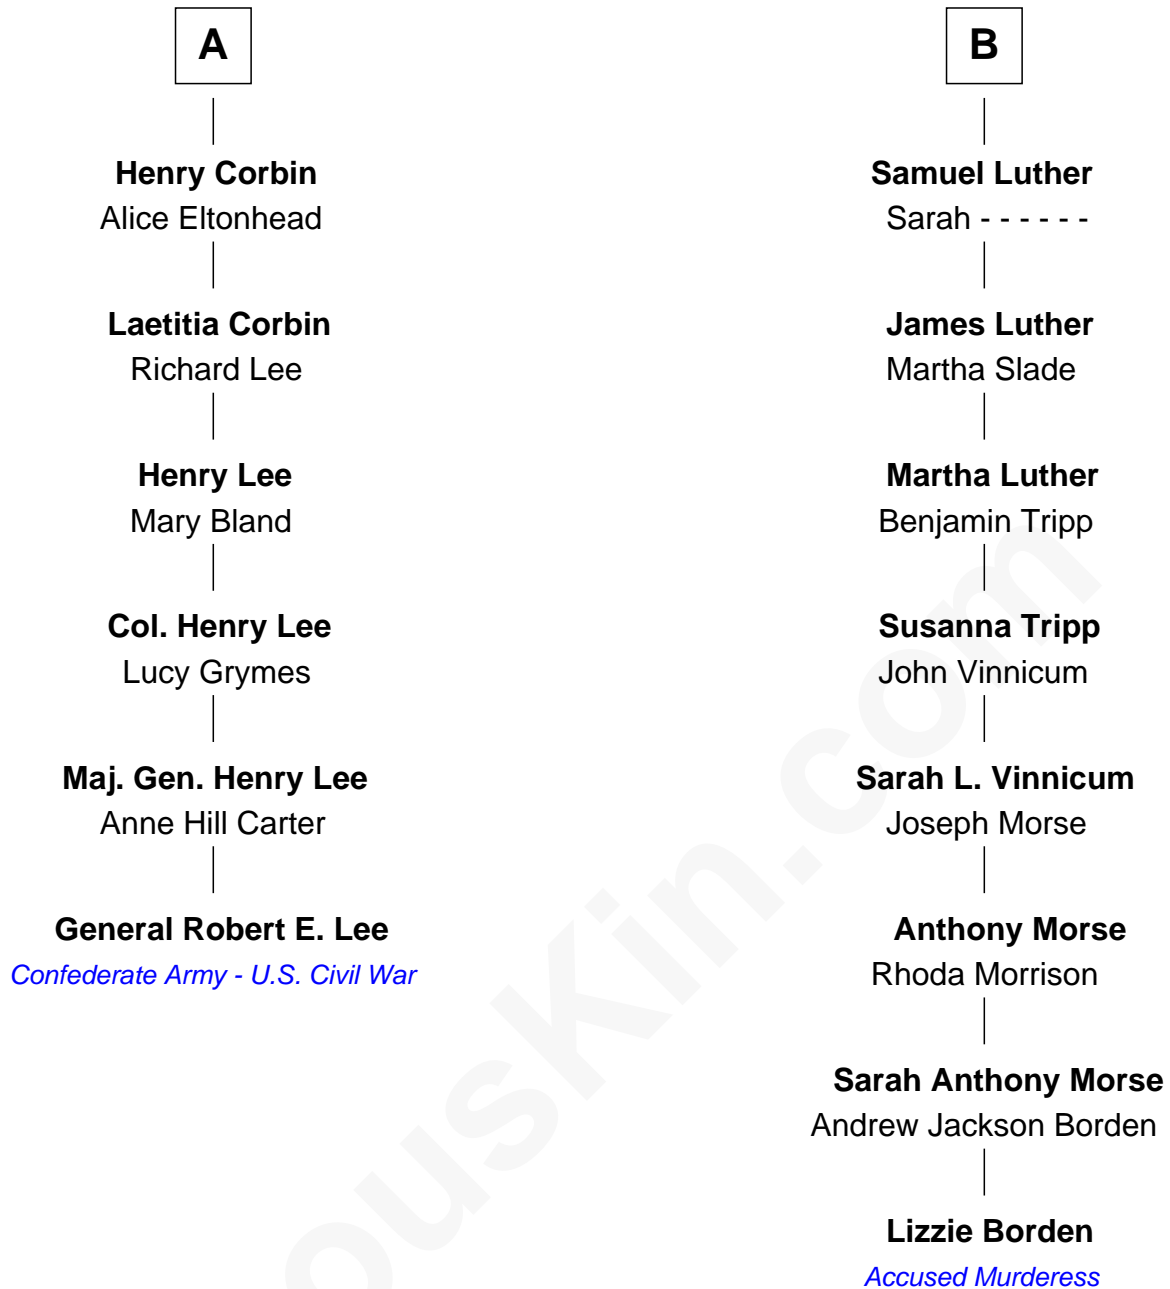 A
Henry Corbin
Alice Eltonhead
Laetitia Corbin
Richard Lee
Henry Lee
Mary Bland
Col. Henry Lee
Lucy Grymes
Maj. Gen. Henry Lee
Anne Hill Carter
General Robert E. Lee
Confederate Army - U.S. Civil War
B
Samuel Luther
Sarah - - - - - -
James Luther
Martha Slade
Martha Luther
Benjamin Tripp
Susanna Tripp
John Vinnicum
Sarah L. Vinnicum
Joseph Morse
Anthony Morse
Rhoda Morrison
Sarah Anthony Morse
Andrew Jackson Borden
Lizzie Borden
Accused Murderess
ousKin.com